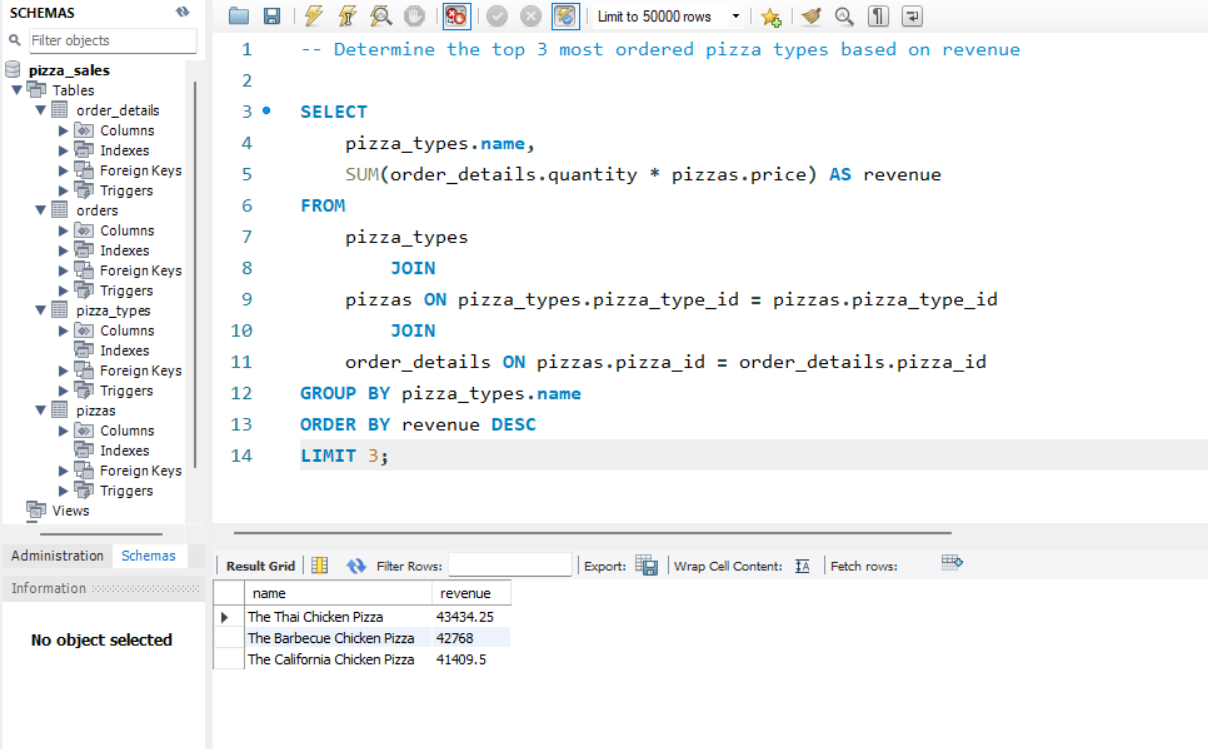 SCHEMAS
Filter objects
pizza_sales
Tables
order_details
Columns
Indexes
Foreign Keys
Triggers
orders
Columns
Indexes
Foreign Keys
Triggers
pizza_types
Columns
Indexes
Foreign Keys
Triggers
pizzas
Columns
Indexes
Foreign Keys
Triggers
Views
Administration Schemas
Information
No object selected
Limit to 50000 rows
1 -- Determine the top 3 most ordered pizza types based on revenue
2
3 SELECT
4 pizza_types.name,
5 SUM(order_details.quantity * pizzas.price) AS revenue
6 FROM
7 pizza_types
8 JOIN
9 pizzas ON pizza_types.pizza_type_id = pizzas.pizza_type_id
10 JOIN
11 order_details ON pizzas.pizza_id = order_details.pizza_id
12 GROUP BY pizza_types.name
13 ORDER BY revenue DESC
14 LIMIT 3;
Result Grid Filter Rows: Export: Wrap Cell Content: Fetch rows:
name revenue
The Thai Chicken Pizza 43434.25
The Barbecue Chicken Pizza 42768
The California Chicken Pizza 41409.5